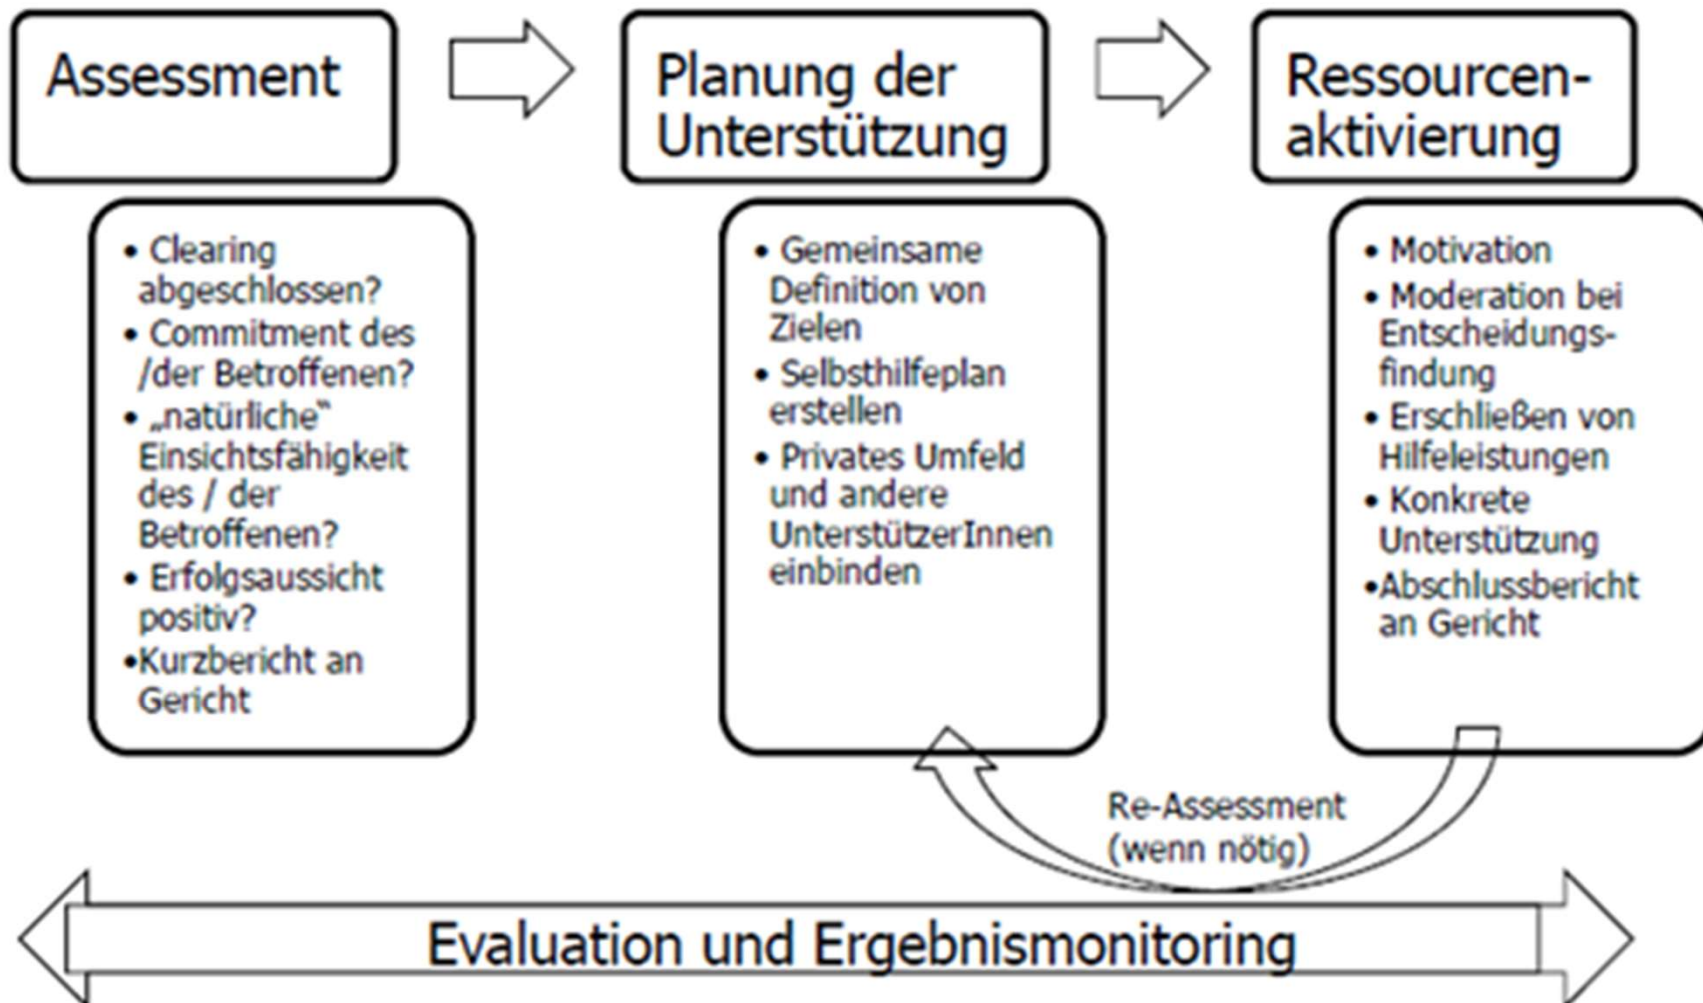 Assessment
Planung der
Unterstützung
Ressourcen-
aktivierung
• Clearing
abgeschlossen?
• Commitment des
/der Betroffenen?
• „natürliche“
Einsichtsfähigkeit
des / der
Betroffenen?
• Erfolgsaussicht
positiv?
•Kurzbericht an
Gericht
• Gemeinsame
Definition von
Zielen
• Selbsthilfeplan
erstellen
• Privates Umfeld
und andere
UnterstützerInnen
einbinden
• Motivation
• Moderation bei
Entscheidungs-
findung
• Erschließen von
Hilfeleistungen
• Konkrete
Unterstützung
•Abschlussbericht
an Gericht
Re-Assessment
(wenn nötig)
Evaluation und Ergebnismonitoring